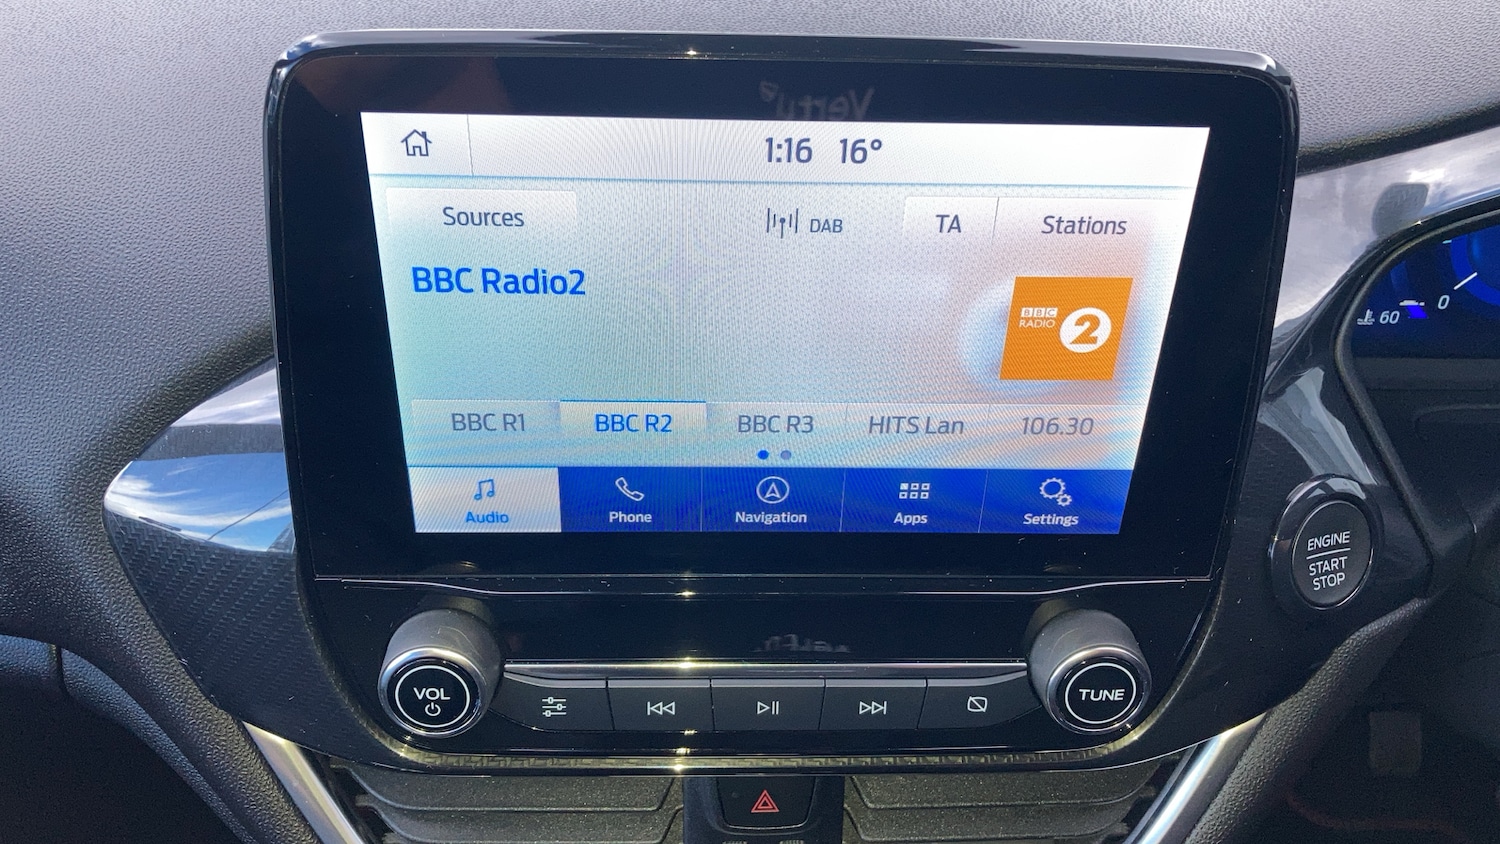 Vertu
1:16 16°
Sources DAB TA Stations
BBC Radio2
BBC
RADIO 2
BBC R1 BBC R2 BBC R3 HITS Lan 106.30
Audio Phone Navigation Apps Settings
60 0
ENGINE
START
STOP
VOL
TUNE